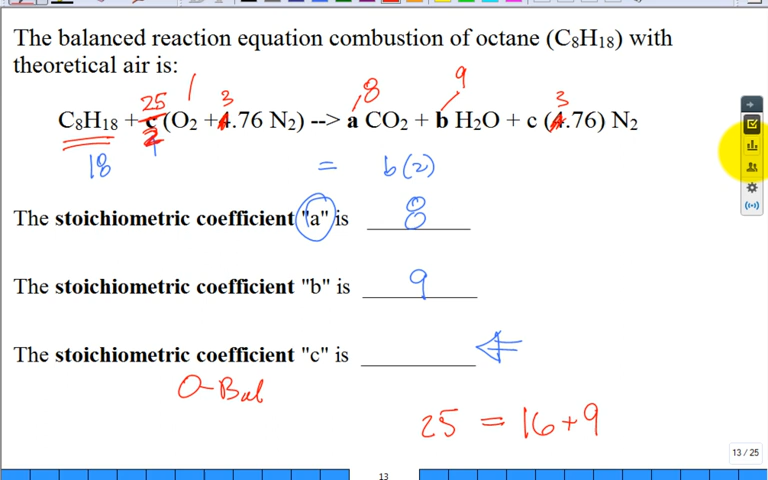 The balanced reaction equation combustion of octane (C₈H₁₈) with
theoretical air is:
25 1 3 8 9 3
C₈H₁₈ + c (O₂ + 4.76 N₂) --> a CO₂ + b H₂O + c (4.76) N₂
2
18 = b(2)
The stoichiometric coefficient "a" is 8
The stoichiometric coefficient "b" is 9
The stoichiometric coefficient "c" is
O-Bal
25 = 16+9
13 / 25
13